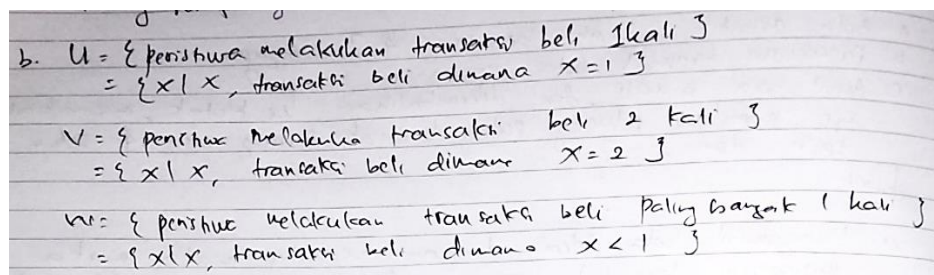 b. U = { peristiwa melakukan transaksi beli 1 kali }
= { x | x, transaksi beli dimana x = 1 }
V = { peristiwa melakukan transaksi beli 2 kali }
= { x | x, transaksi beli dimana x = 2 }
W = { peristiwa melakukan transaksi beli paling banyak 1 kali }
= { x | x, transaksi beli dimana x < 1 }